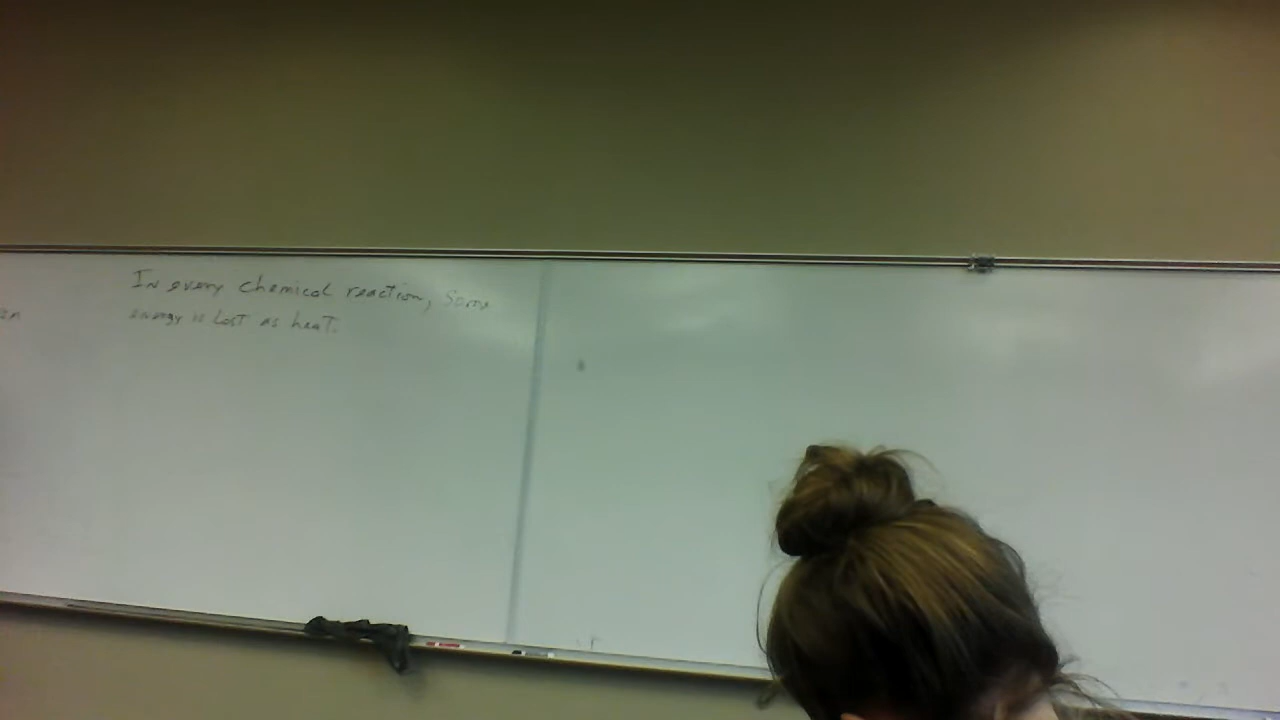 In every chemical reaction, some
energy is Lost as heat.